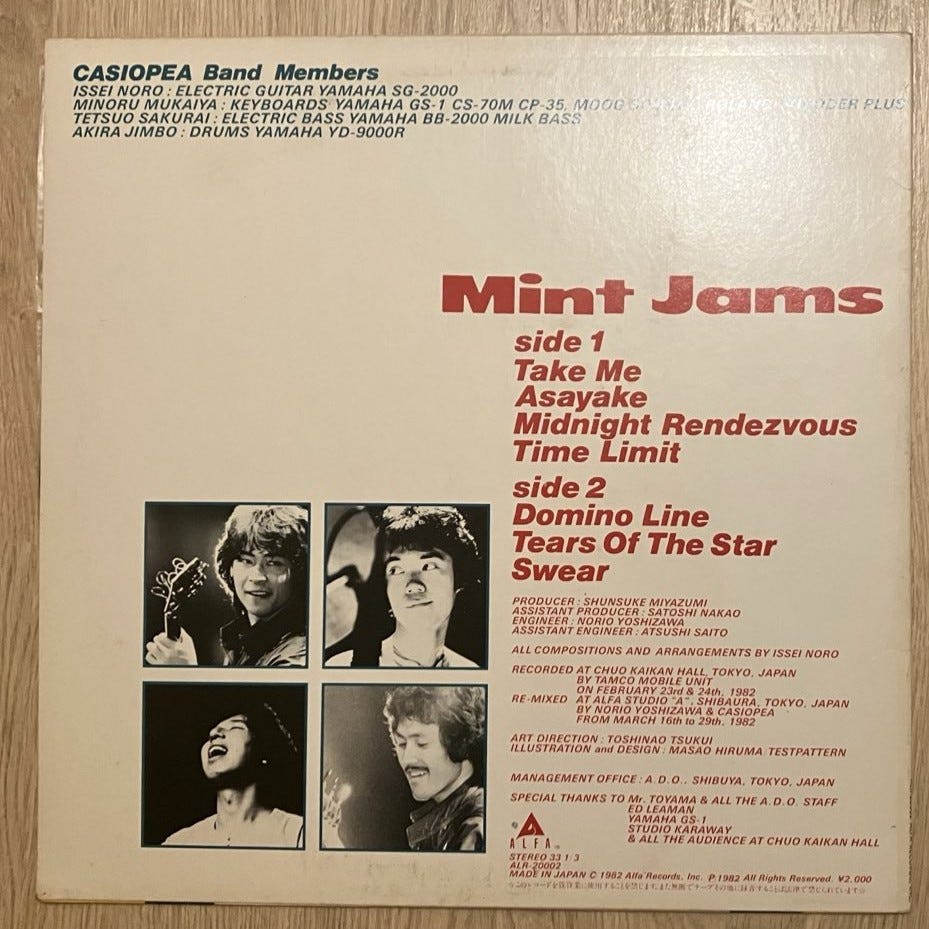 CASIOPEA Band Members
ISSEI NORO : ELECTRIC GUITAR YAMAHA SG-2000
MINORU MUKAIYA : KEYBOARDS YAMAHA GS-1 CS-70M CP-35, MOOG ROLAND VOCODER PLUS
TETSUO SAKURAI : ELECTRIC BASS YAMAHA BB-2000 MILK BASS
AKIRA JIMBO : DRUMS YAMAHA YD-9000R
Mint Jams
side 1
Take Me
Asayake
Midnight Rendezvous
Time Limit
side 2
Domino Line
Tears Of The Star
Swear
PRODUCER : SHUNSUKE MIYAZUMI
ASSISTANT PRODUCER : SATOSHI NAKAO
ENGINEER : NORIO YOSHIZAWA
ASSISTANT ENGINEER : ATSUSHI SAITO
ALL COMPOSITIONS AND ARRANGEMENTS BY ISSEI NORO
RECORDED AT CHUO KAIKAN HALL, TOKYO, JAPAN
BY TAMCO MOBILE UNIT
ON FEBRUARY 23rd & 24th, 1982
RE-MIXED AT ALFA STUDIO "A", SHIBAURA, TOKYO, JAPAN
BY NORIO YOSHIZAWA & CASIOPEA
FROM MARCH 16th to 29th, 1982
ART DIRECTION : TOSHINAO TSUKUI
ILLUSTRATION and DESIGN : MASAO HIRUMA/TESTPATTERN
MANAGEMENT OFFICE : A.D.O., SHIBUYA, TOKYO, JAPAN
SPECIAL THANKS TO Mr. TOYAMA & ALL THE A.D.O. STAFF
ED LEAMAN
YAMAHA GS-1
STUDIO KARAWAY
& ALL THE AUDIENCE AT CHUO KAIKAN HALL
ALFA
STEREO 33 1/3
ALR-20002
MADE IN JAPAN © 1982 Alfa Records, Inc. ℗ 1982 All Rights Reserved. ¥2,000